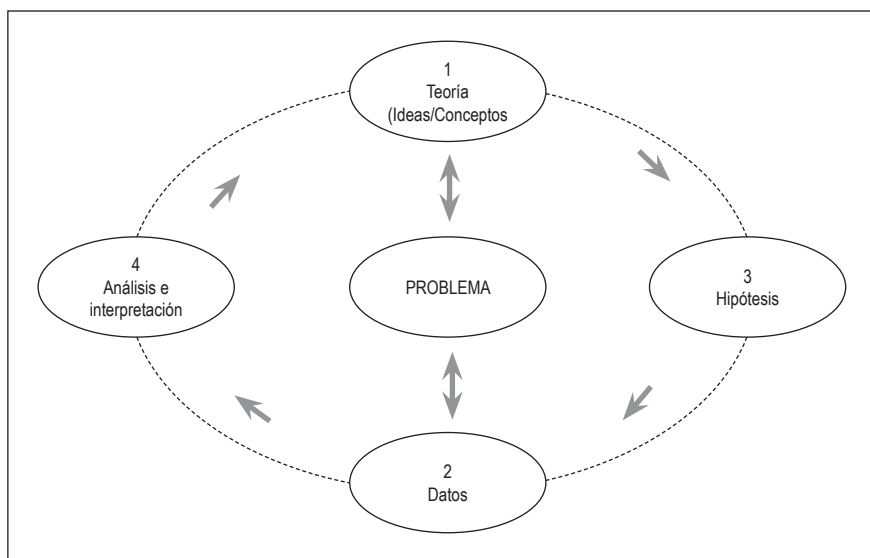 1
Teoría
(Ideas/Conceptos
4
Análisis e
interpretación
PROBLEMA
3
Hipótesis
2
Datos